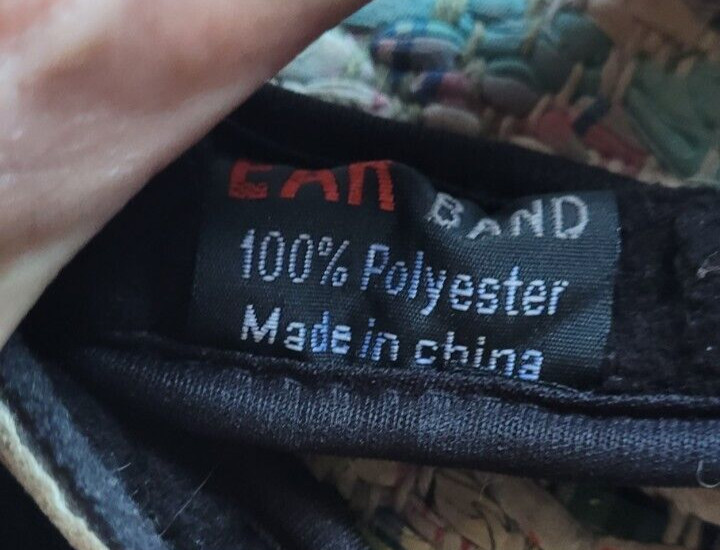 EAR BAND
100% Polyester
Made in china